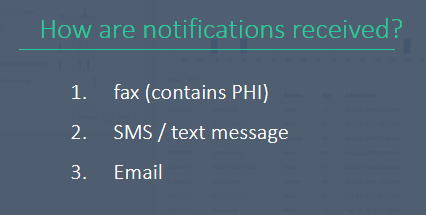 How are notifications received?
1. fax (contains PHI)
2. SMS / text message
3. Email